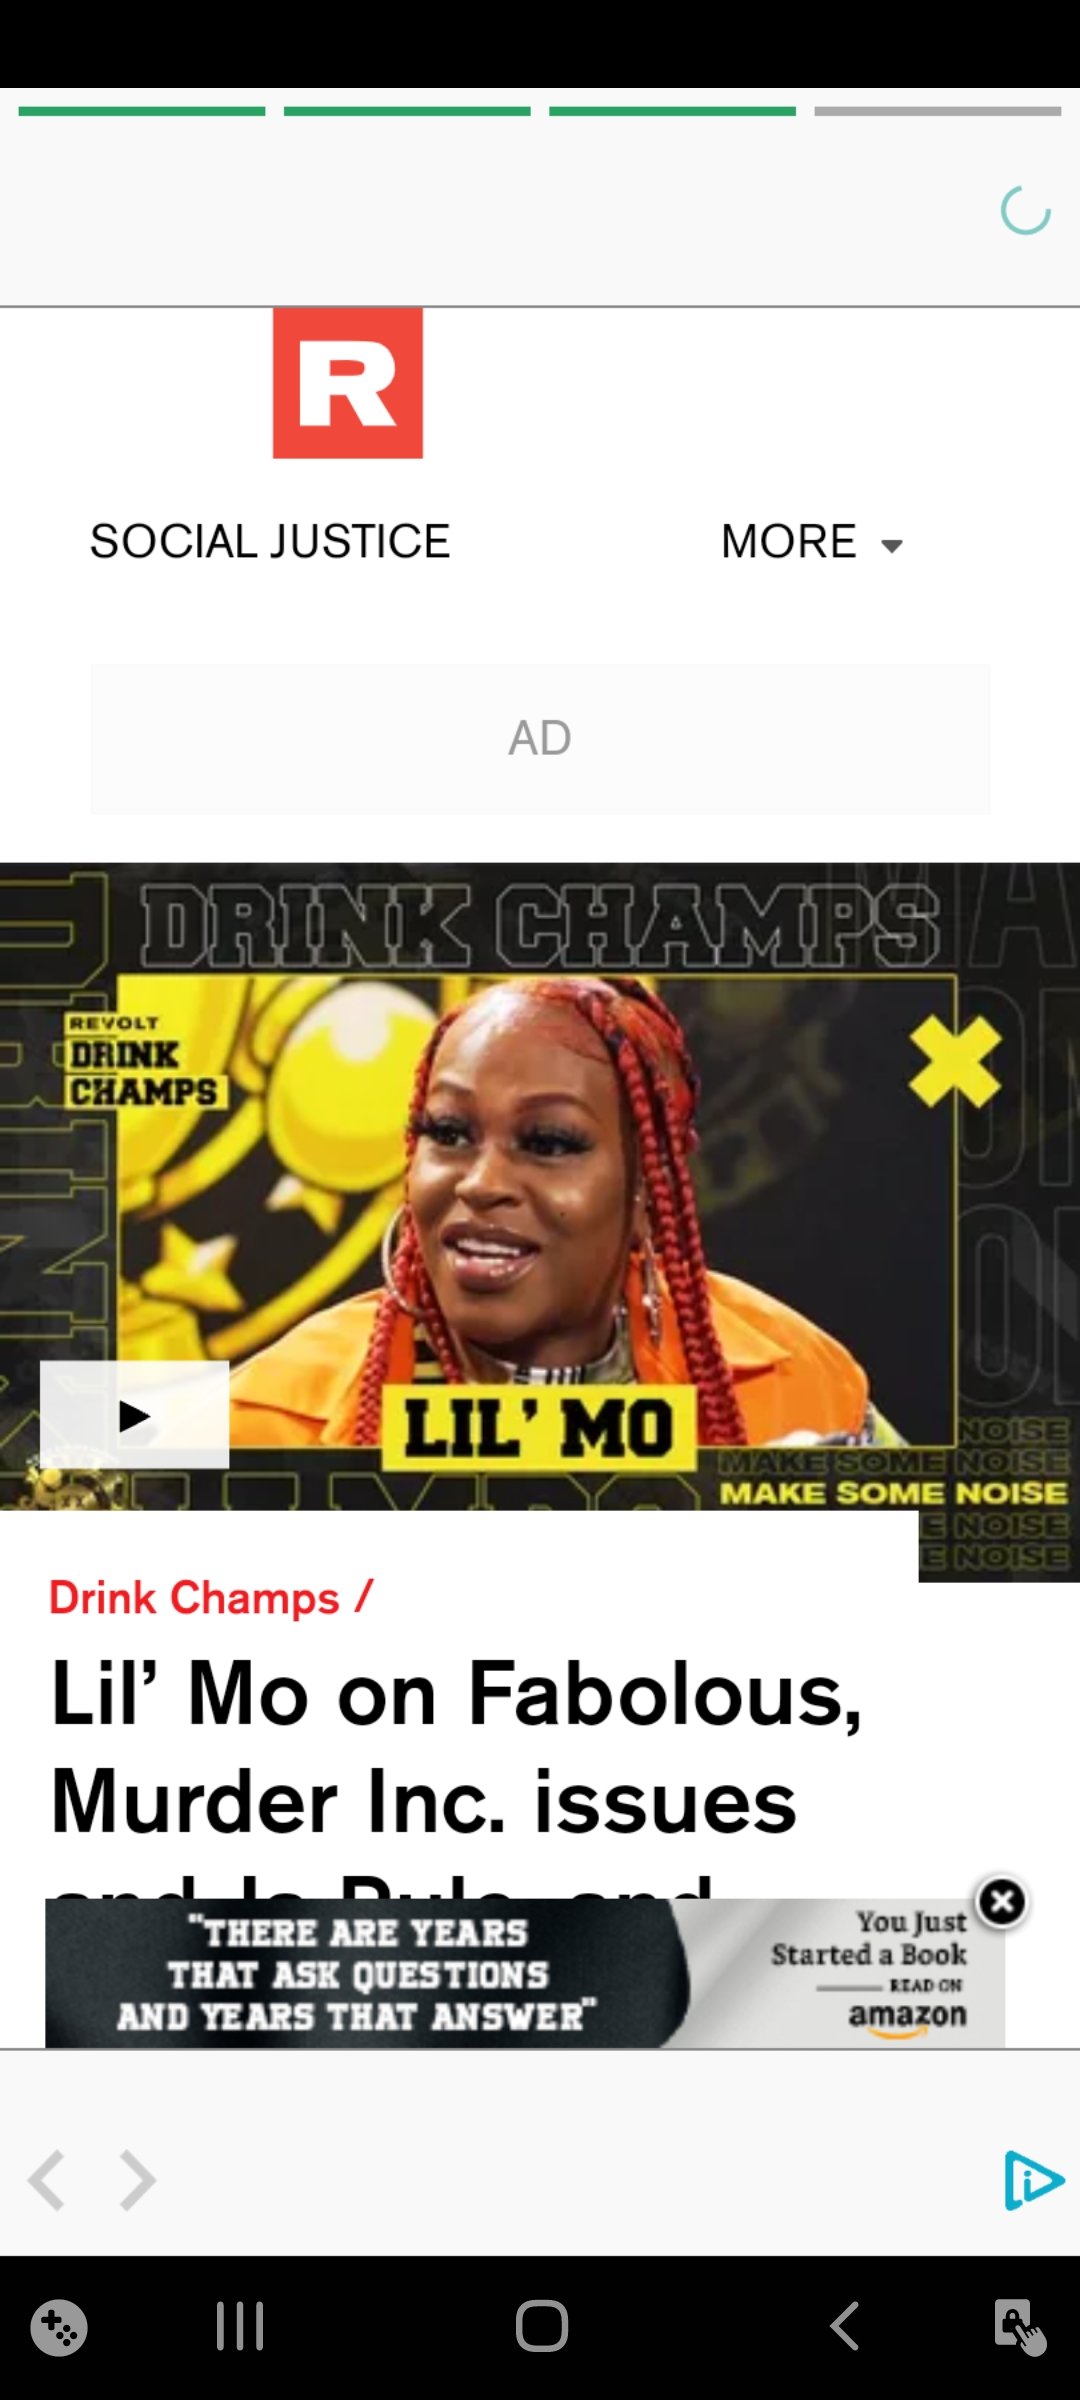 R
SOCIAL JUSTICE
MORE
AD
DRINK CHAMPS
REVOLT
DRINK
CHAMPS
LIL’ MO
NOISE
MAKE SOME NOISE
MAKE SOME NOISE
E NOISE
E NOISE
Drink Champs /
Lil’ Mo on Fabolous,
Murder Inc. issues
"THERE ARE YEARS
THAT ASK QUESTIONS
AND YEARS THAT ANSWER"
You Just
Started a Book
READ ON
amazon